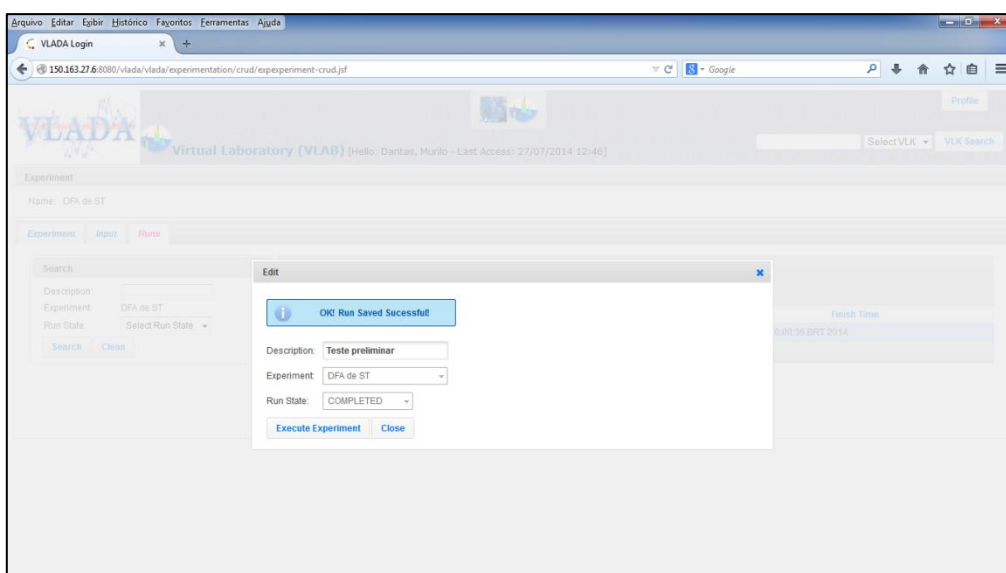 Arquivo Editar Exibir Histórico Favoritos Ferramentas Ajuda
VLADA Login
150.163.27.6:8080/vlada/vlada/experimentation/crud/expexperiment-crud.jsf
Google
Profile
VLADA
Virtual Laboratory (VLAB) [Hello: Dantas, Murilo - Last Access: 27/07/2014 12:46]
Select VLK
VLK Search
Experiment
Name: DFA de ST
Experiment Input Runs
Search
Description:
Experiment: DFA de ST
Run State: Select Run State
Search Clean
Finish Time
0:00:36 BRT 2014
Edit
OK! Run Saved Sucessful!
Description: Teste preliminar
Experiment: DFA de ST
Run State: COMPLETED
Execute Experiment Close